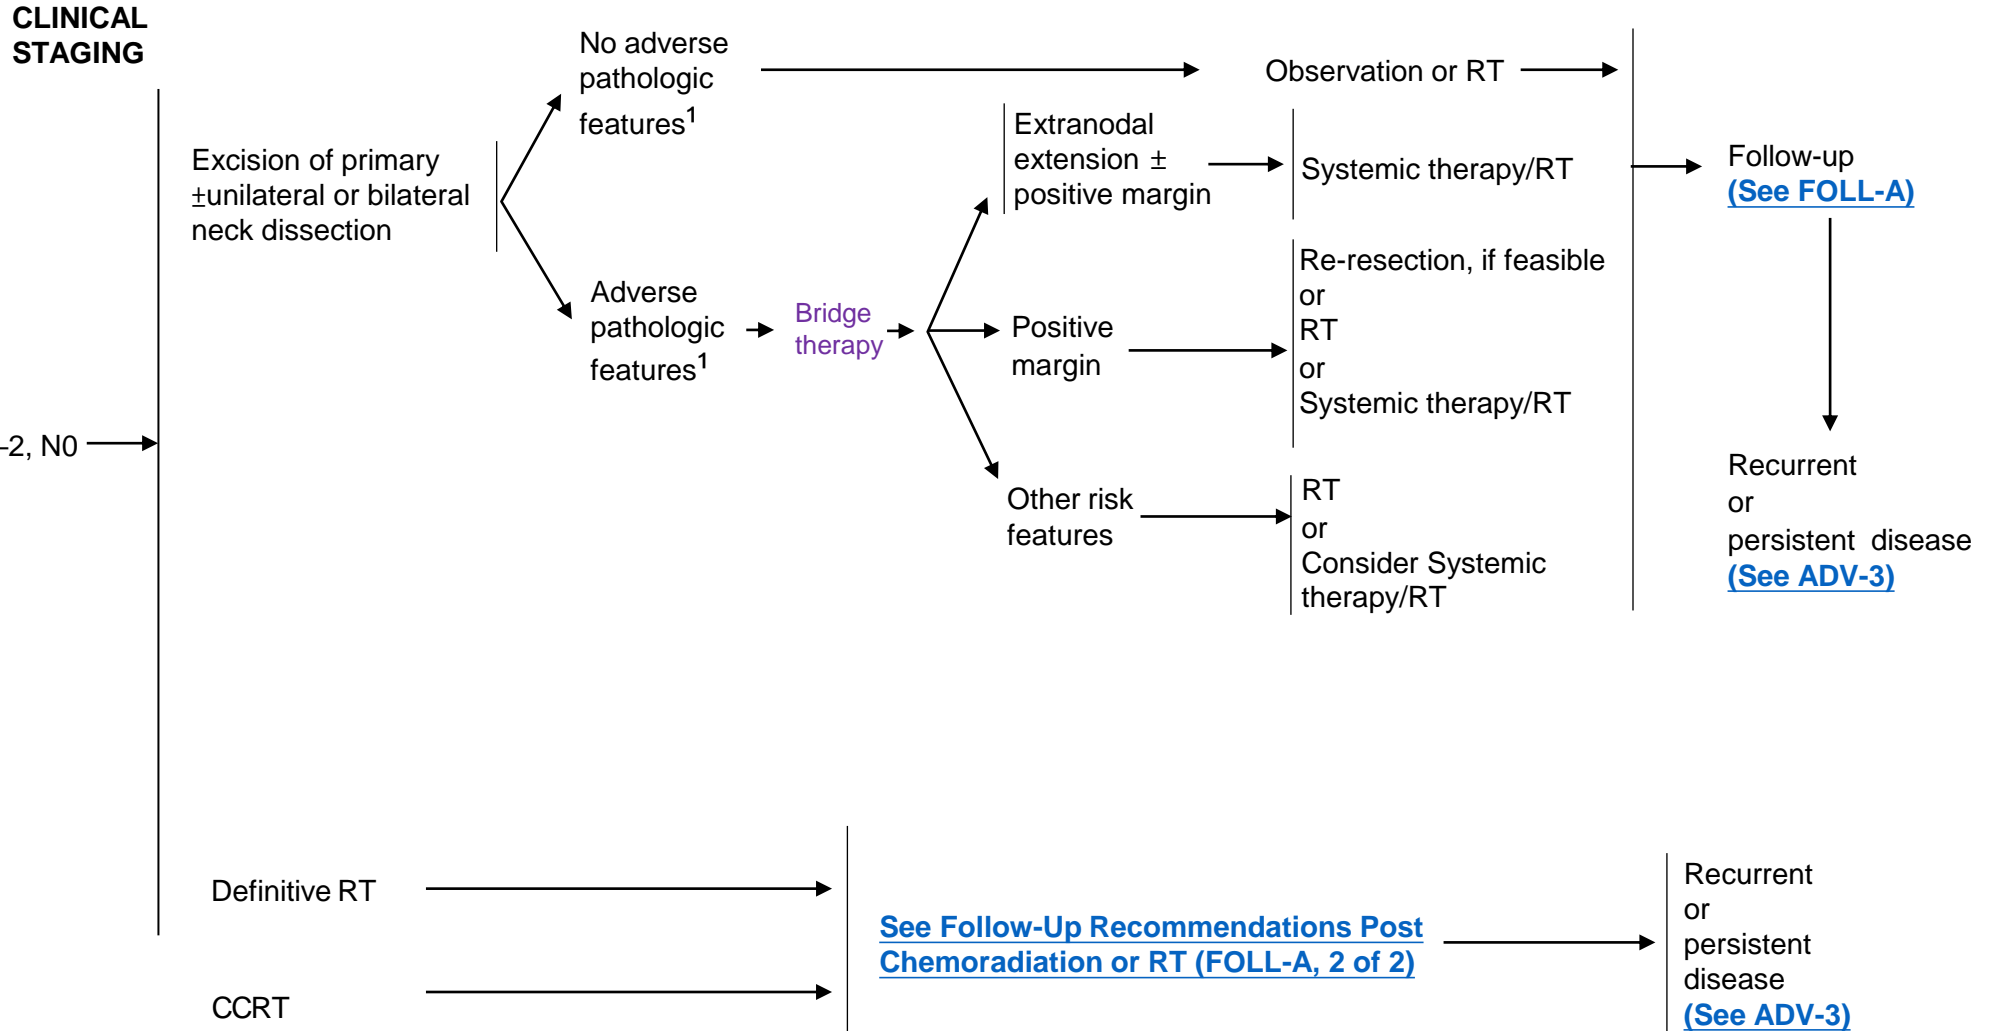 CLINICAL
STAGING
-2, N0
Excision of primary
±unilateral or bilateral
neck dissection
No adverse
pathologic
features¹
Observation or RT
Adverse
pathologic
features¹
Bridge
therapy
Extranodal
extension ±
positive margin
Systemic therapy/RT
Positive
margin
Re-resection, if feasible
or
RT
or
Systemic therapy/RT
Other risk
features
RT
or
Consider Systemic
therapy/RT
Follow-up
(See FOLL-A)
Recurrent
or
persistent disease
(See ADV-3)
Definitive RT
CCRT
See Follow-Up Recommendations Post
Chemoradiation or RT (FOLL-A, 2 of 2)
Recurrent
or
persistent
disease
(See ADV-3)